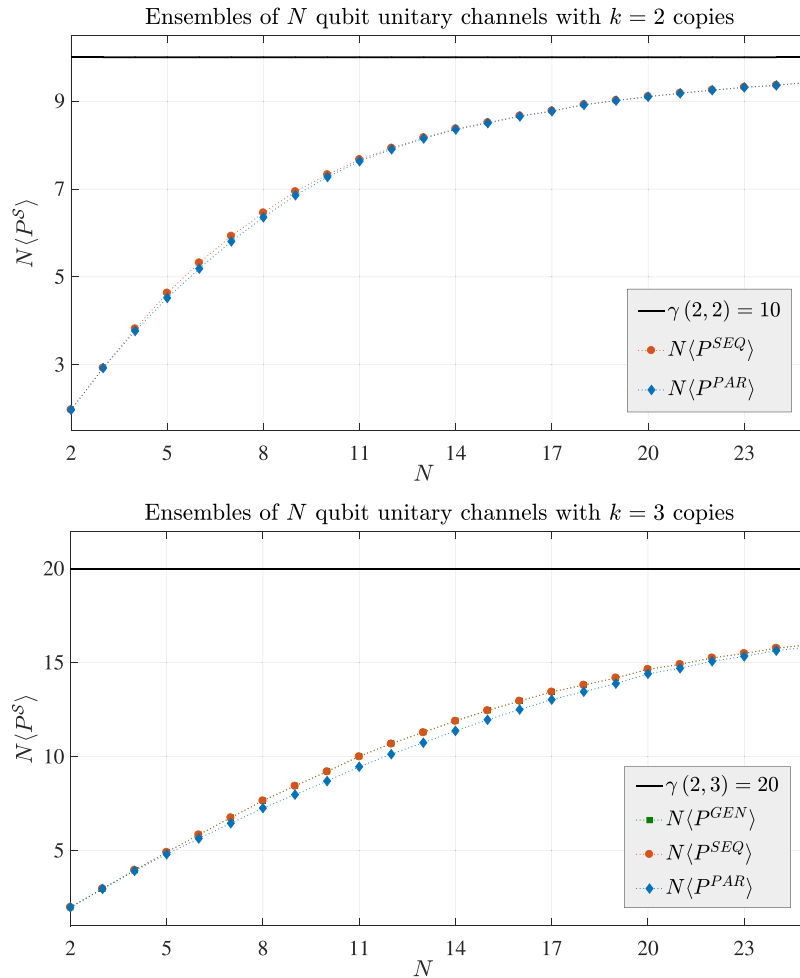 Ensembles of N qubit unitary channels with k = 2 copies
9
7
5
3
N⟨P^S⟩
γ (2, 2) = 10
N⟨P^SEQ⟩
N⟨P^PAR⟩
2 5 8 11 14 17 20 23
N
Ensembles of N qubit unitary channels with k = 3 copies
20
15
10
5
N⟨P^S⟩
γ (2, 3) = 20
N⟨P^GEN⟩
N⟨P^SEQ⟩
N⟨P^PAR⟩
2 5 8 11 14 17 20 23
N